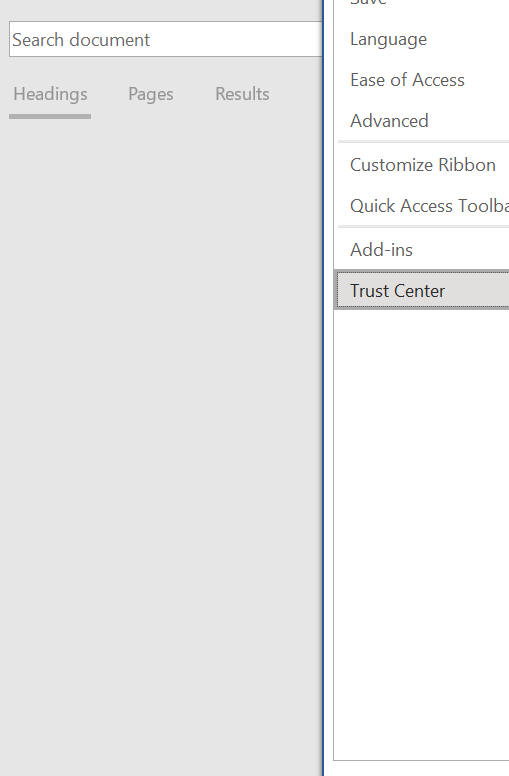 Save
Search document
Language
Ease of Access
Headings
Pages
Results
Advanced
Customize Ribbon
Quick Access Toolba
Add-ins
Trust Center